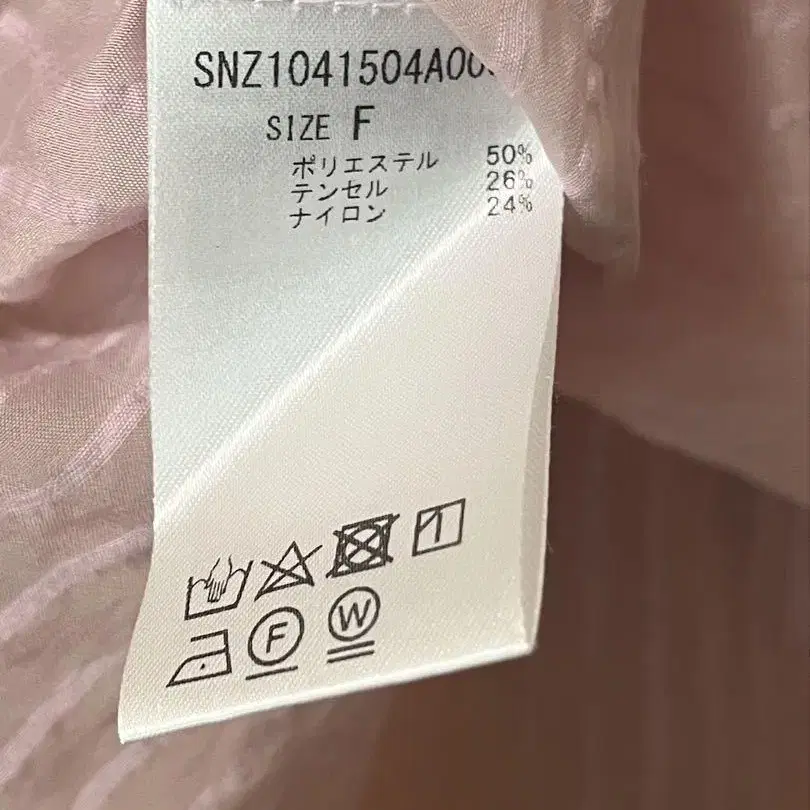 SNZ1041504A00
SIZE F
ポリエステル 50%
テンセル 26%
ナイロン 24%
F W